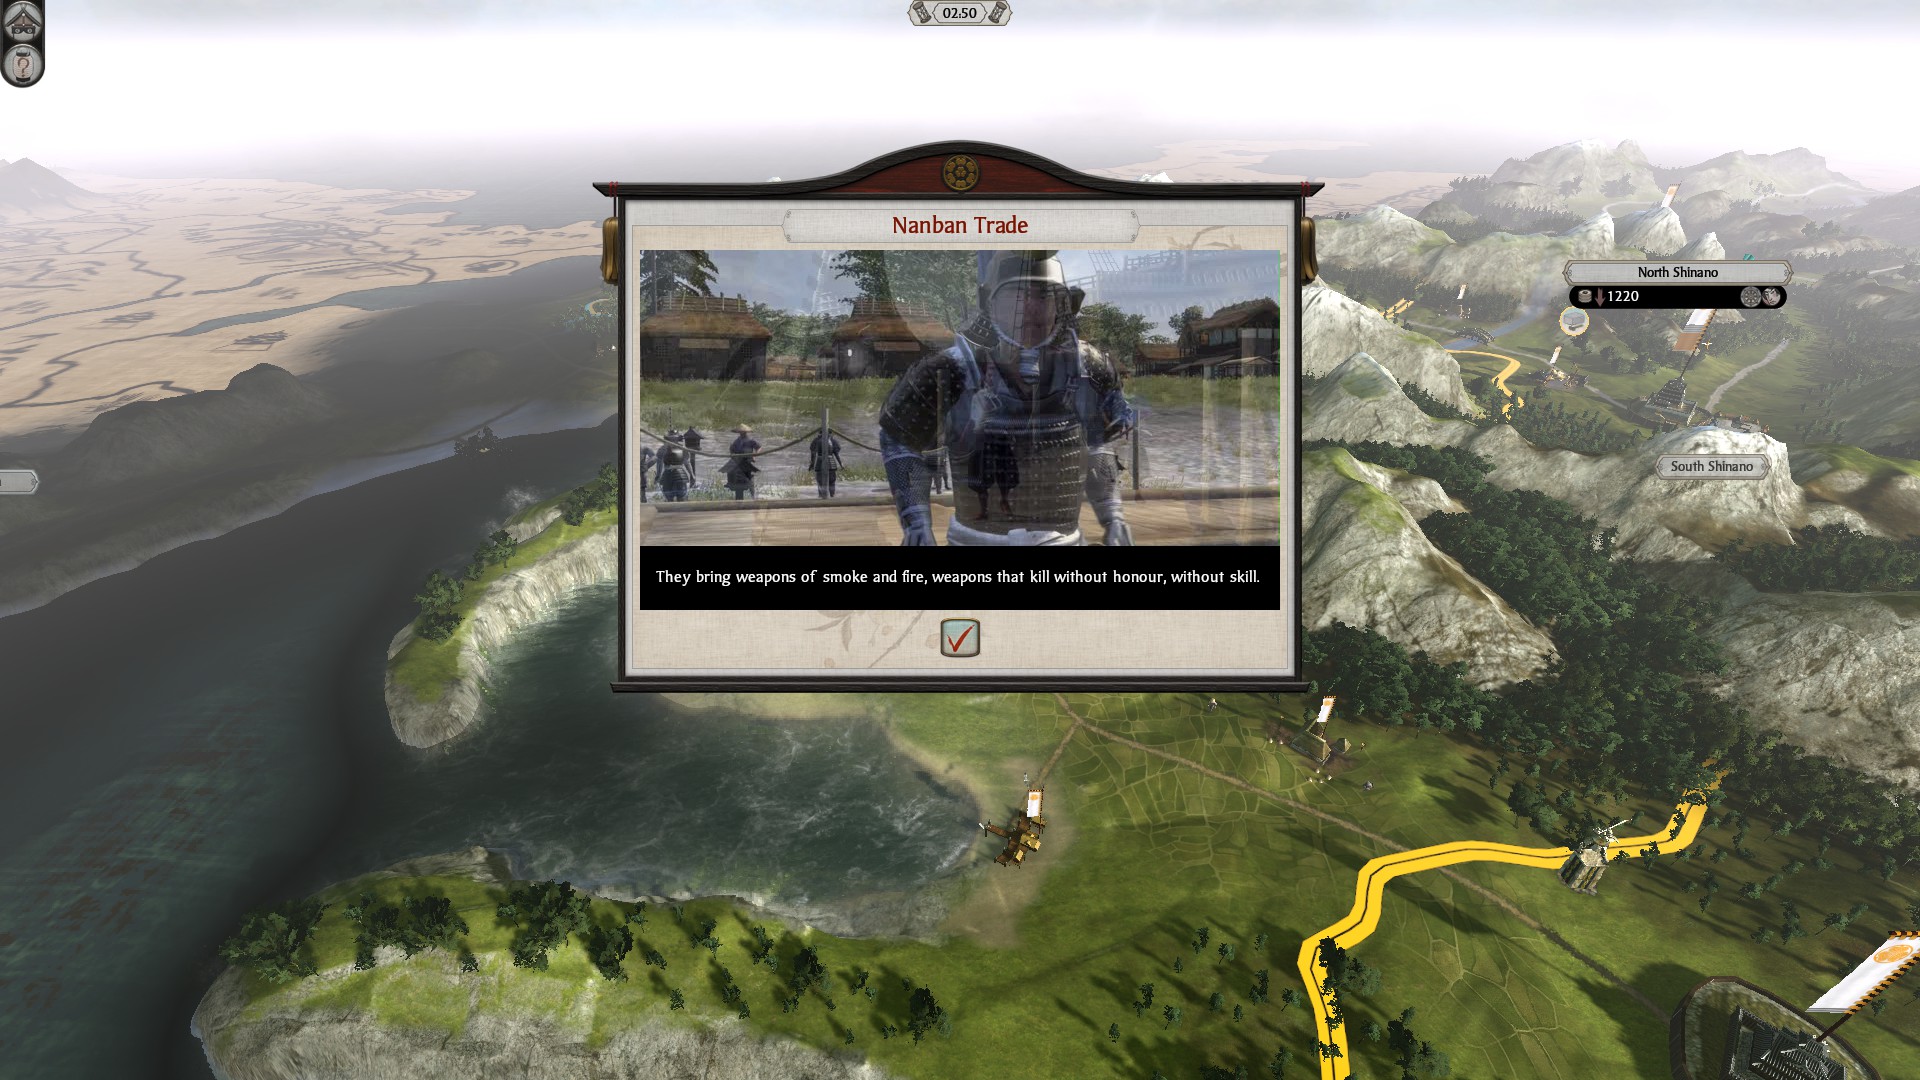 02:50
Nanban Trade
They bring weapons of smoke and fire, weapons that kill without honour, without skill.
North Shinano
1220
South Shinano